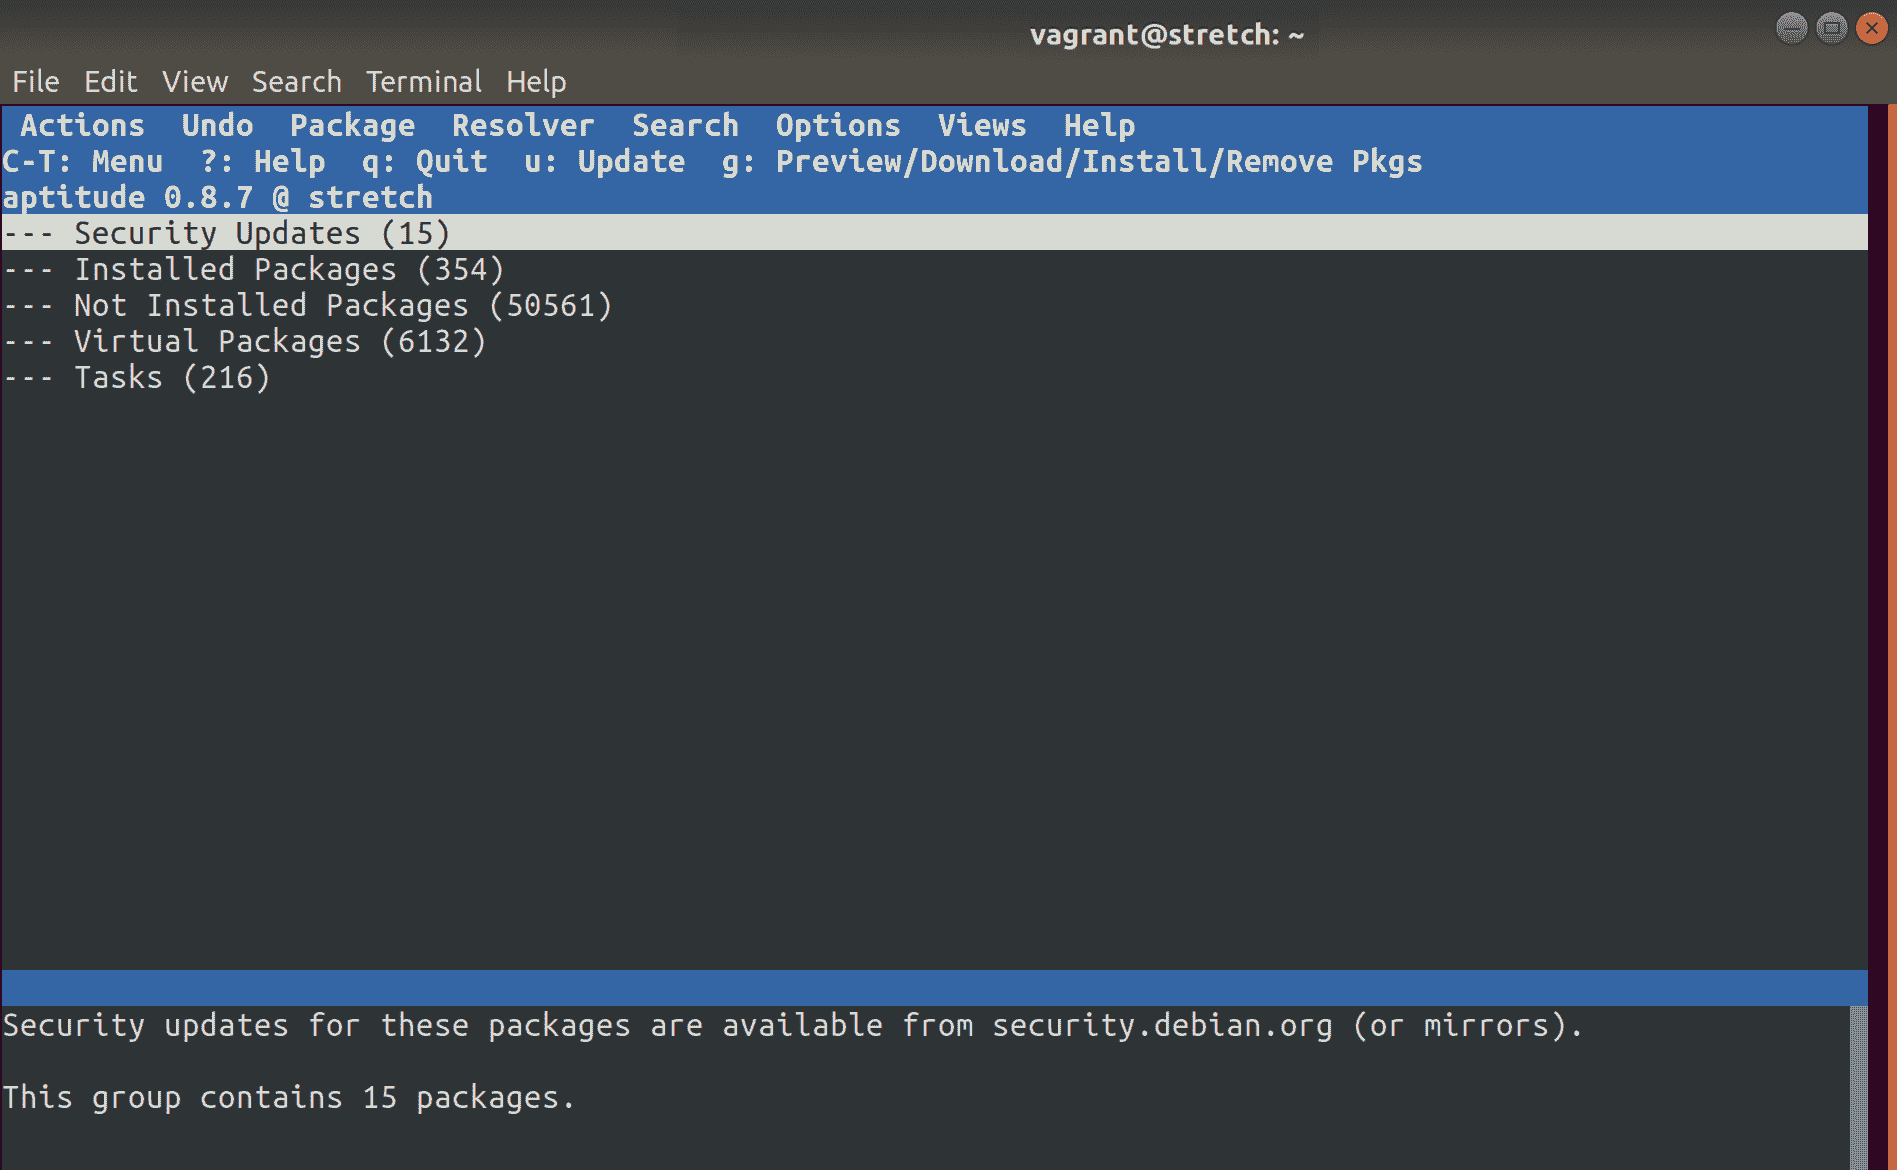 vagrant@stretch: ~
File Edit View Search Terminal Help
Actions Undo Package Resolver Search Options Views Help
C-T: Menu ?: Help q: Quit u: Update g: Preview/Download/Install/Remove Pkgs
aptitude 0.8.7 @ stretch
--- Security Updates (15)
--- Installed Packages (354)
--- Not Installed Packages (50561)
--- Virtual Packages (6132)
--- Tasks (216)
Security updates for these packages are available from security.debian.org (or mirrors).
This group contains 15 packages.